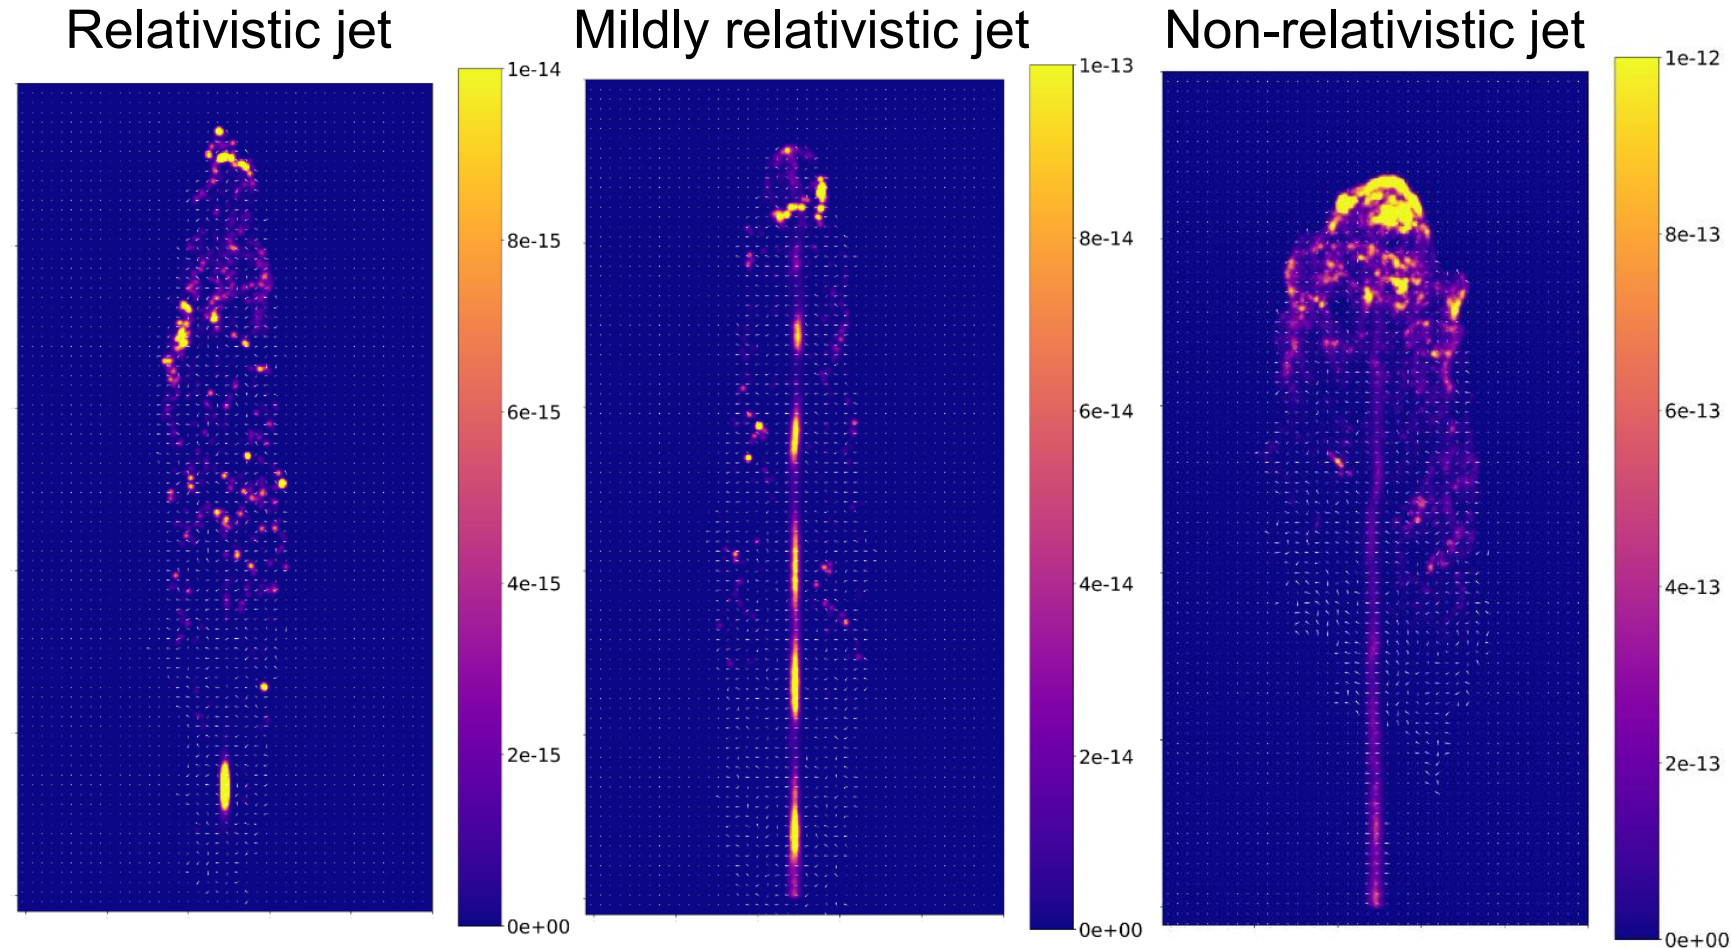 Relativistic jet
Mildly relativistic jet
Non-relativistic jet
1e-14
8e-15
6e-15
4e-15
2e-15
0e+00
1e-13
8e-14
6e-14
4e-14
2e-14
0e+00
1e-12
8e-13
6e-13
4e-13
2e-13
0e+00